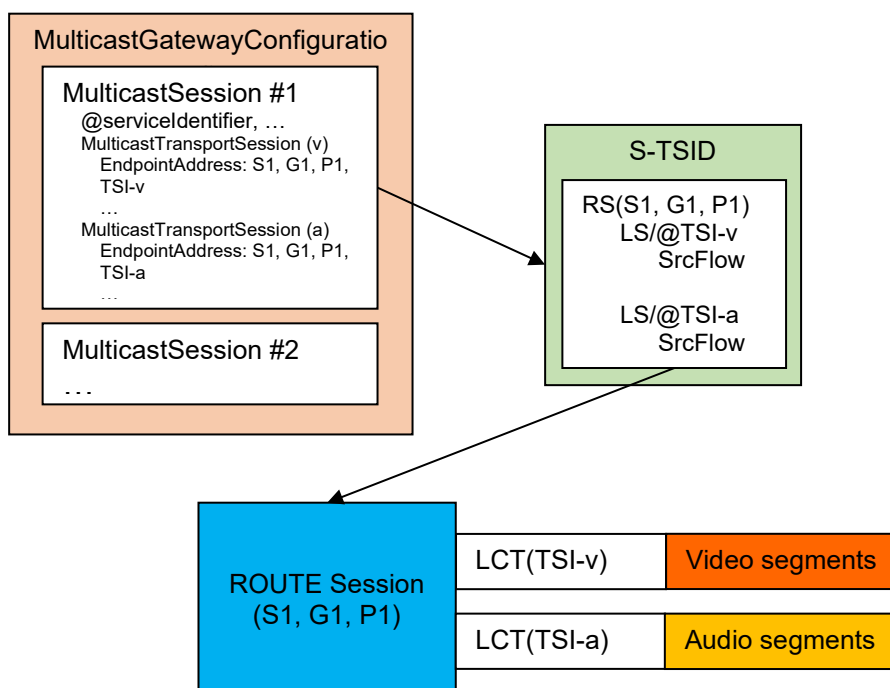 MulticastGatewayConfiguratio
MulticastSession #1
@serviceIdentifier, …
MulticastTransportSession (v)
EndpointAddress: S1, G1, P1,
TSI-v
…
MulticastTransportSession (a)
EndpointAddress: S1, G1, P1,
TSI-a
…
MulticastSession #2
…
S-TSID
RS(S1, G1, P1)
LS/@TSI-v
SrcFlow
LS/@TSI-a
SrcFlow
ROUTE Session
(S1, G1, P1)
LCT(TSI-v)
Video segments
LCT(TSI-a)
Audio segments